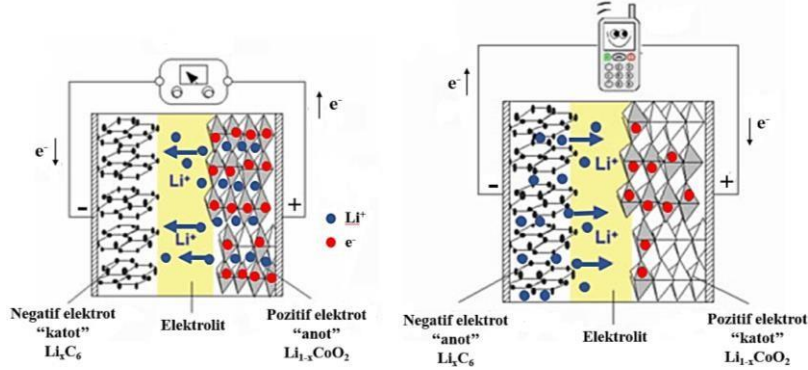 e⁻
e⁻
-
+
Li⁺
Li⁺
Li⁺
e⁻
Negatif elektrot
“katot”
LiₓC₆
Elektrolit
Pozitif elektrot
“anot”
Li₁₋ₓCoO₂
e⁻
e⁻
-
+
Li⁺
Li⁺
Negatif elektrot
“anot”
LiₓC₆
Elektrolit
Pozitif elektrot
“katot”
Li₁₋ₓCoO₂